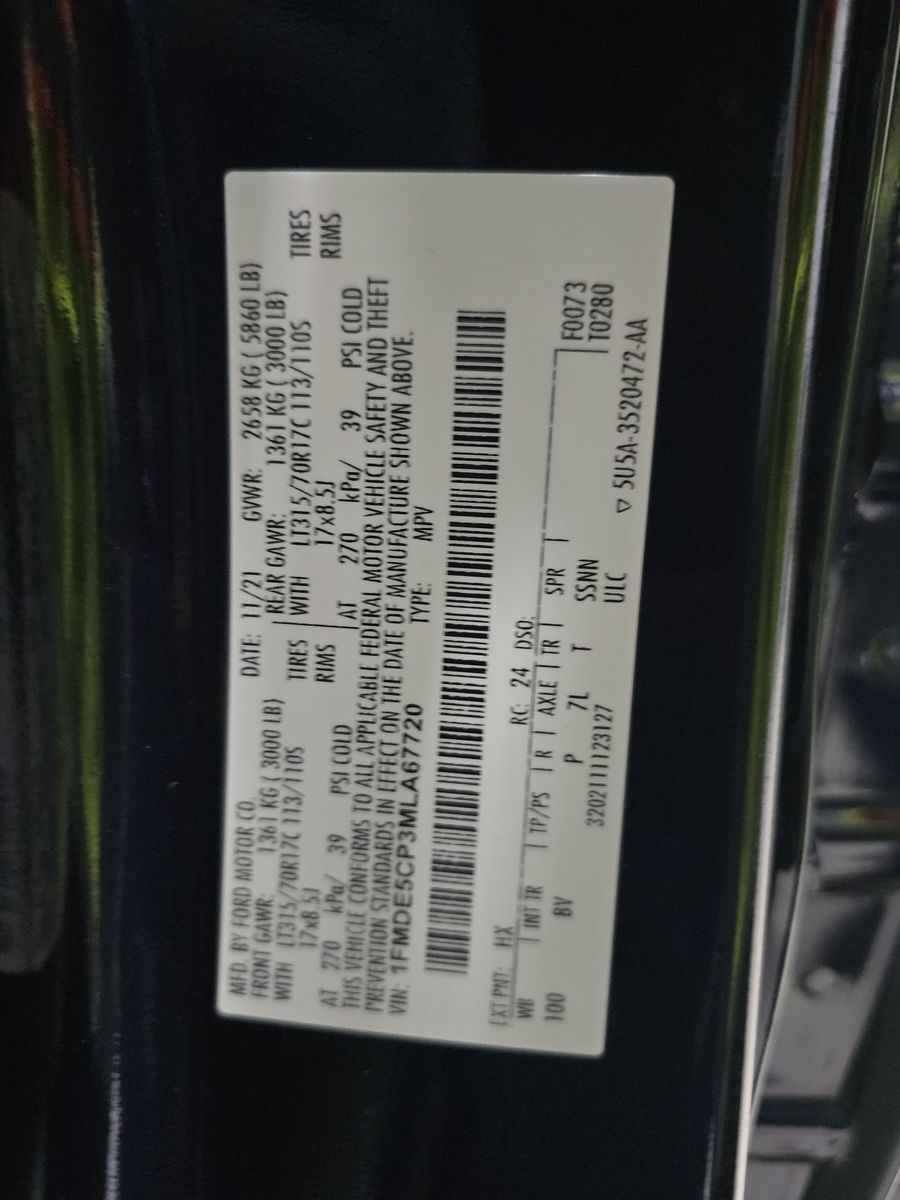 MFD. BY FORD MOTOR CO. DATE: 11/21 GVWR: 2658 KG ( 5860 LB)
FRONT GAWR: 1361 KG ( 3000 LB) REAR GAWR: 1361 KG ( 3000 LB)
WITH LT315/70R17C 113/110S TIRES WITH LT315/70R17C 113/110S TIRES
17x8.5J RIMS 17x8.5J RIMS
AT 270 kPa/ 39 PSI COLD AT 270 kPa/ 39 PSI COLD
THIS VEHICLE CONFORMS TO ALL APPLICABLE FEDERAL MOTOR VEHICLE SAFETY AND THEFT
PREVENTION STANDARDS IN EFFECT ON THE DATE OF MANUFACTURE SHOWN ABOVE.
VIN: 1FMDE5CP3MLA67720 TYPE: MPV
EXT PNT: HX RC: 24 DSO:
WB INT TR TP/PS R AXLE TR SPR F0073
100 8V P 7L T SSNN T0280
3202111123127 ULC
▽ 5U5A-3520472-AA